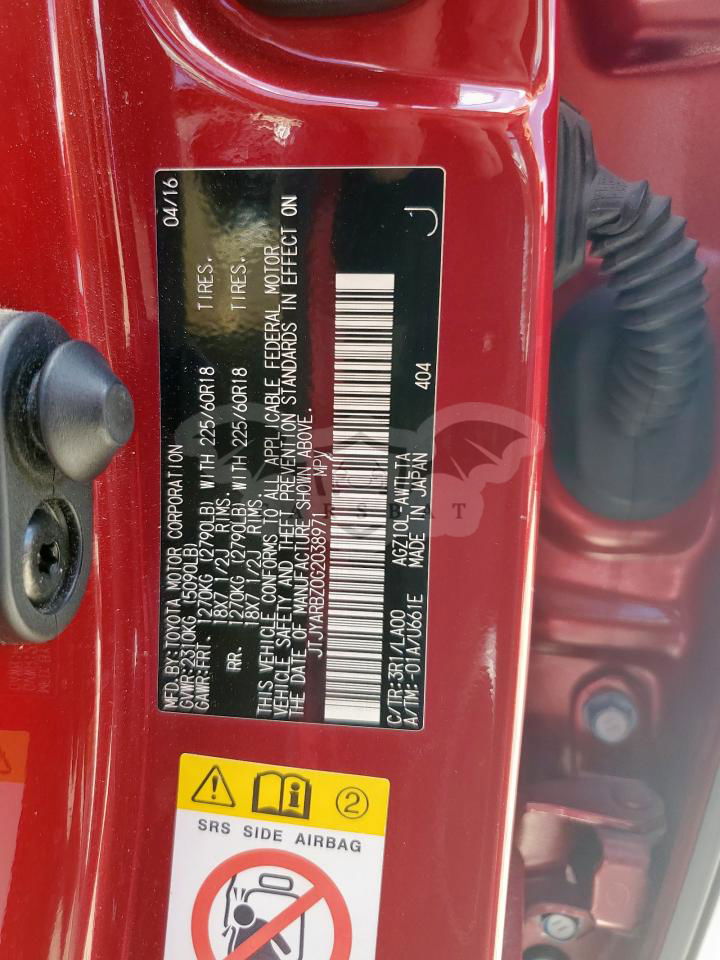 MFD.BY:TOYOTA MOTOR CORPORATION 04/16
GVWR:2310KG (5090LB)
GAWR:FRT. 1270KG (2790LB) WITH 225/60R18 TIRES.
18X7 1/2J RIMS.
RR. 1270KG (2790LB) WITH 225/60R18 TIRES.
18X7 1/2J RIMS.
THIS VEHICLE CONFORMS TO ALL APPLICABLE FEDERAL MOTOR
VEHICLE SAFETY AND THEFT PREVENTION STANDARDS IN EFFECT ON
THE DATE OF MANUFACTURE SHOWN ABOVE.
JTJYARBZ0G2038971 MPV
C/TR:3R1/LA00 AGZ10L-AWTLTA 404
A/TM:-01A/U661E MADE IN JAPAN J
2
SRS SIDE AIRBAG